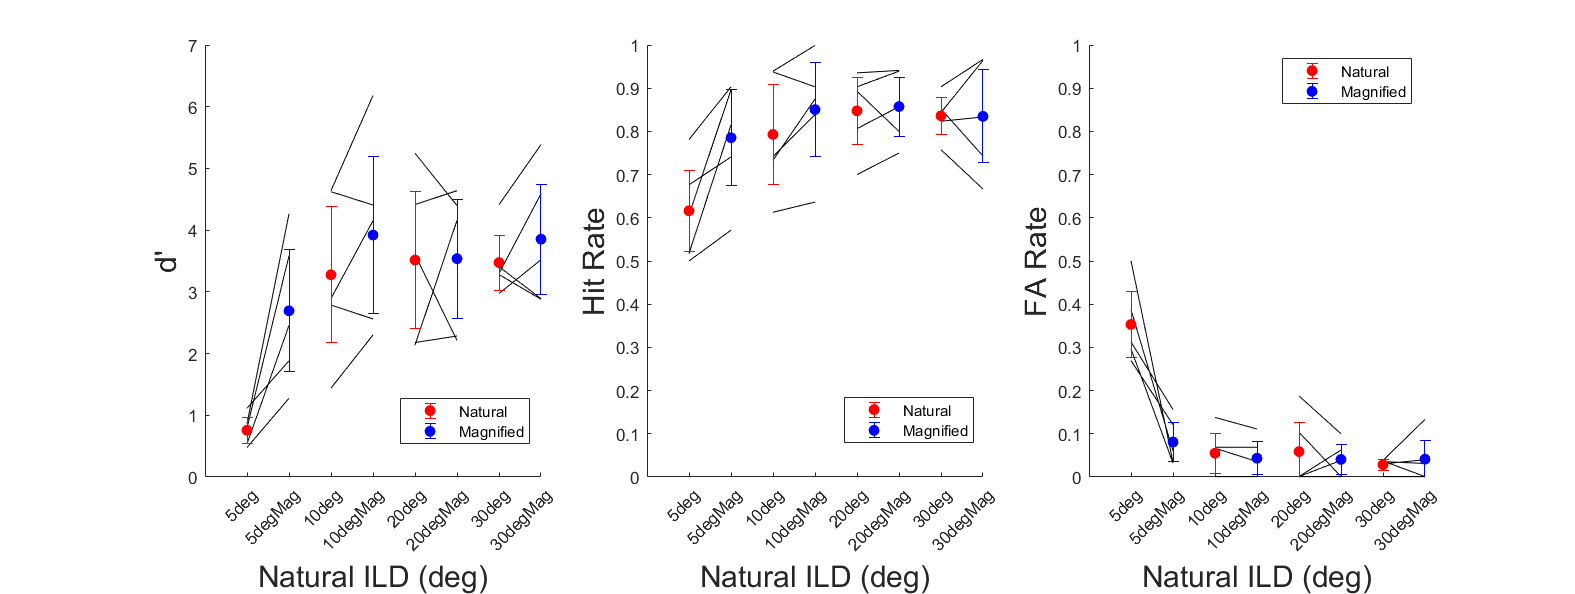 7
6
5
4
3
2
1
0
d'
Natural
Magnified
5deg
5degMag
10deg
10degMag
20deg
20degMag
30deg
30degMag
Natural ILD (deg)
1
0.9
0.8
0.7
0.6
0.5
0.4
0.3
0.2
0.1
0
Hit Rate
Natural
Magnified
5deg
5degMag
10deg
10degMag
20deg
20degMag
30deg
30degMag
Natural ILD (deg)
1
0.9
0.8
0.7
0.6
0.5
0.4
0.3
0.2
0.1
0
FA Rate
Natural
Magnified
5deg
5degMag
10deg
10degMag
20deg
20degMag
30deg
30degMag
Natural ILD (deg)